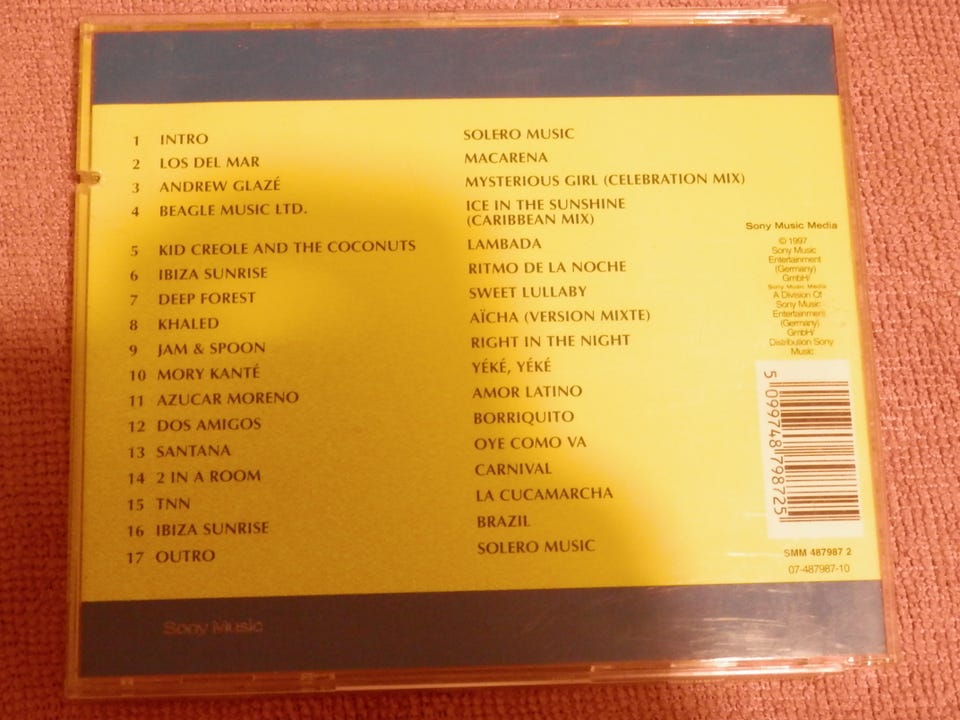 1 INTRO SOLERO MUSIC
2 LOS DEL MAR MACARENA
3 ANDREW GLAZÉ MYSTERIOUS GIRL (CELEBRATION MIX)
4 BEAGLE MUSIC LTD. ICE IN THE SUNSHINE
(CARIBBEAN MIX)
5 KID CREOLE AND THE COCONUTS LAMBADA
6 IBIZA SUNRISE RITMO DE LA NOCHE
7 DEEP FOREST SWEET LULLABY
8 KHALED AÏCHA (VERSION MIXTE)
9 JAM & SPOON RIGHT IN THE NIGHT
10 MORY KANTÉ YÉKÉ, YÉKÉ
11 AZUCAR MORENO AMOR LATINO
12 DOS AMIGOS BORRIQUITO
13 SANTANA OYE COMO VA
14 2 IN A ROOM CARNIVAL
15 TNN LA CUCAMARCHA
16 IBIZA SUNRISE BRAZIL
17 OUTRO SOLERO MUSIC
Sony Music Media
© 1997
Sony Music
Entertainment
(Germany)
GmbH/
Sony Music Media
A Division Of
Sony Music
Entertainment
(Germany)
GmbH/
Distribution Sony
Music
5 099748 798725
SMM 487987 2
07-487987-10
Sony Music